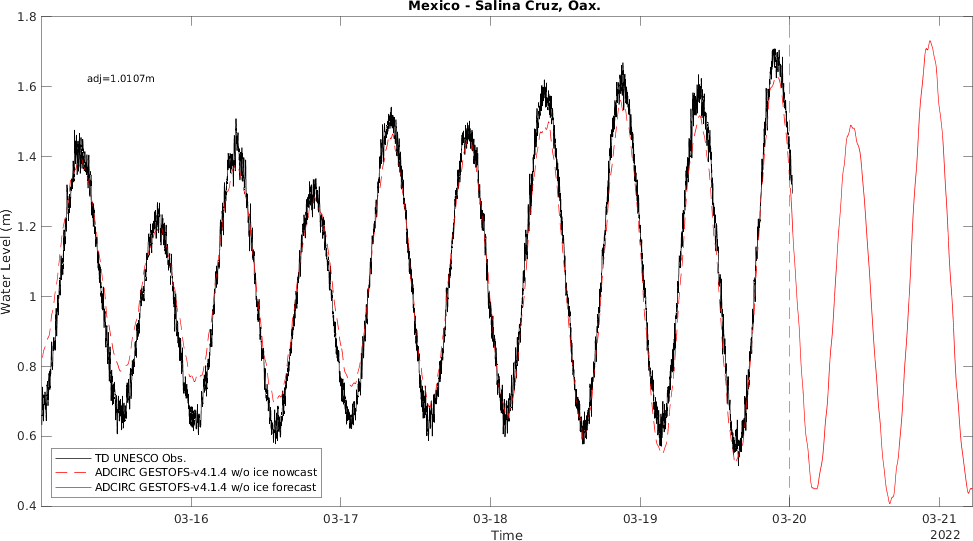 Mexico - Salina Cruz, Oax.
1.8
adj=1.0107m
1.6
1.4
1.2
1
0.8
0.6
0.4
Water Level (m)
TD UNESCO Obs.
ADCIRC GESTOFS-v4.1.4 w/o ice nowcast
ADCIRC GESTOFS-v4.1.4 w/o ice forecast
03-16 03-17 03-18 03-19 03-20 03-21
Time 2022